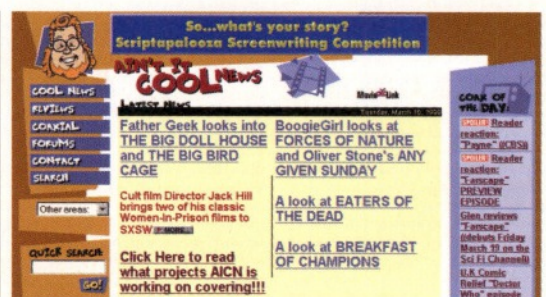 So...what's your story?
Scriptapalooza Screenwriting Competition
AIN'T IT
COOL NEWS
MovieLink
LATEST NEWS
COOL NEWS
REVIEWS
COAXIAL
FORUMS
CONTACT
SEARCH
Other areas:
QUICK SEARCH:
GO!
Father Geek looks into
THE BIG DOLL HOUSE
and THE BIG BIRD
CAGE
Cult film Director Jack Hill
brings two of his classic
Women-in-Prison films to
SXSW MORE...
Click Here to read
what projects AICN is
working on covering!!!
BoogieGirl looks at
FORCES OF NATURE
and Oliver Stone's ANY
GIVEN SUNDAY
A look at EATERS OF
THE DEAD
A look at BREAKFAST
OF CHAMPIONS
COAX OF
THE DAY:
SPOILER Reader
reaction:
"Payne" (CBS)
SPOILER Reader
reaction:
"Farscape"
PREVIEW
EPISODE
Glen reviews
"Farscape"
(debuts Friday
March 19 on the
Sci Fi Channel)
U.K Comic
Relief "Doctor
Who" episode